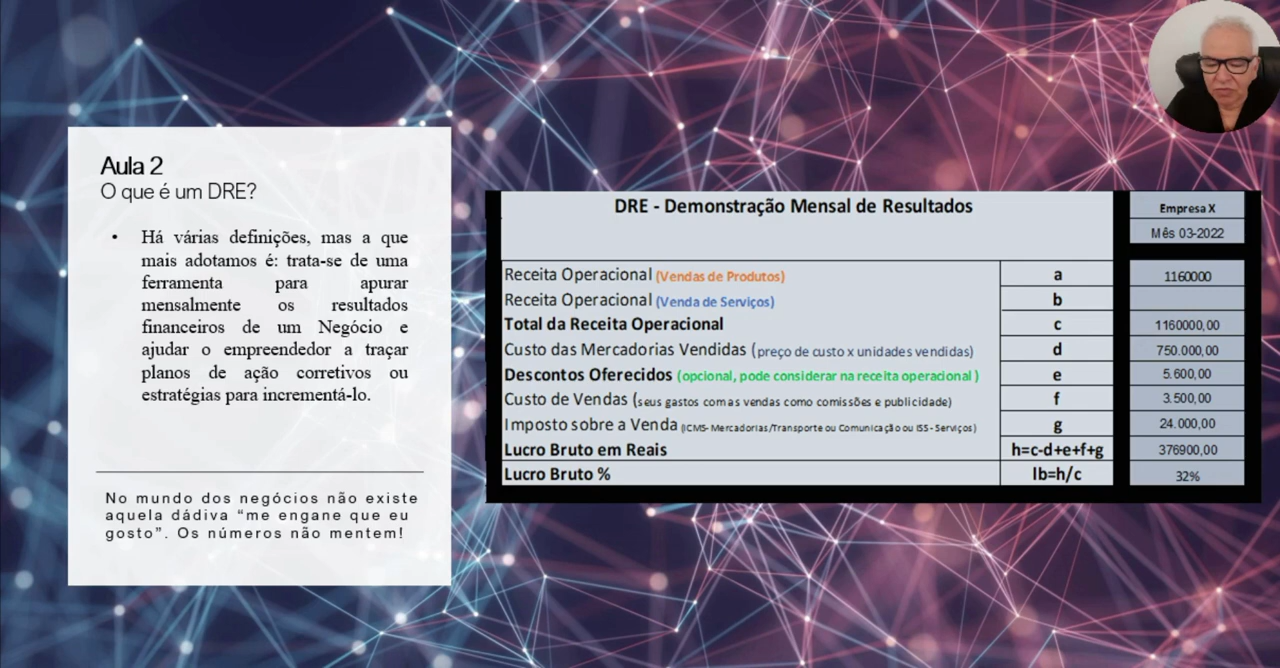 Aula 2
O que é um DRE?
• Há várias definições, mas a que
mais adotamos é: trata-se de uma
ferramenta para apurar
mensalmente os resultados
financeiros de um Negócio e
ajudar o empreendedor a traçar
planos de ação corretivos ou
estratégias para incrementá-lo.
No mundo dos negócios não existe
aquela dádiva “me engane que eu
gosto”. Os números não mentem!
DRE - Demonstração Mensal de Resultados
Empresa X
Mês 03-2022
Receita Operacional (Vendas de Produtos) a 1160000
Receita Operacional (Venda de Serviços) b
Total da Receita Operacional c 1160000,00
Custo das Mercadorias Vendidas (preço de custo x unidades vendidas) d 750.000,00
Descontos Oferecidos (opcional, pode considerar na receita operacional ) e 5.600,00
Custo de Vendas (seus gastos com as vendas como comissões e publicidade) f 3.500,00
Imposto sobre a Venda (ICMS- Mercadorias/Transporte ou Comunicação ou ISS - Serviços) g 24.000,00
Lucro Bruto em Reais h=c-d+e+f+g 376900,00
Lucro Bruto % lb=h/c 32%